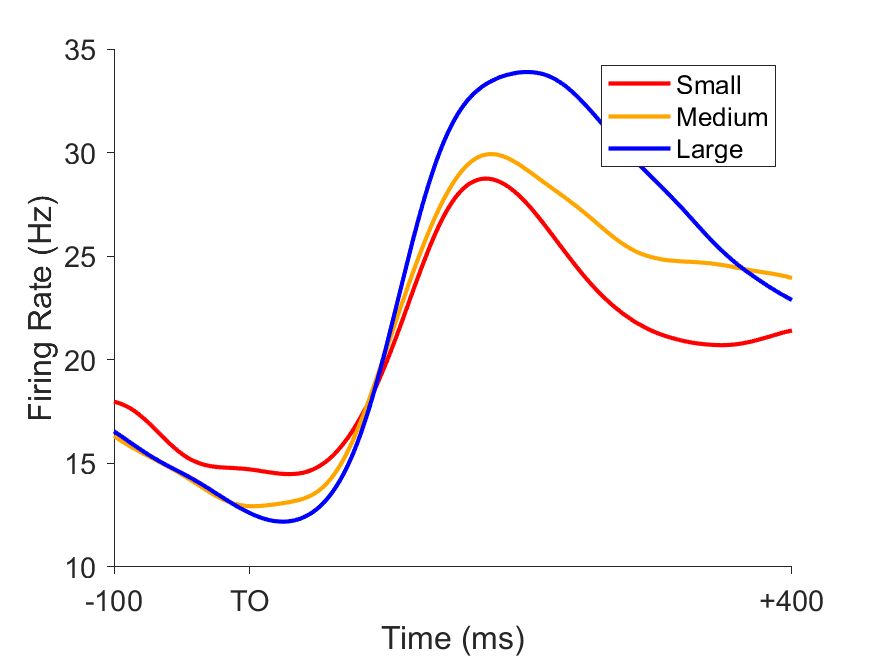 35
30
25
20
15
10
Firing Rate (Hz)
Small
Medium
Large
-100
TO
+400
Time (ms)